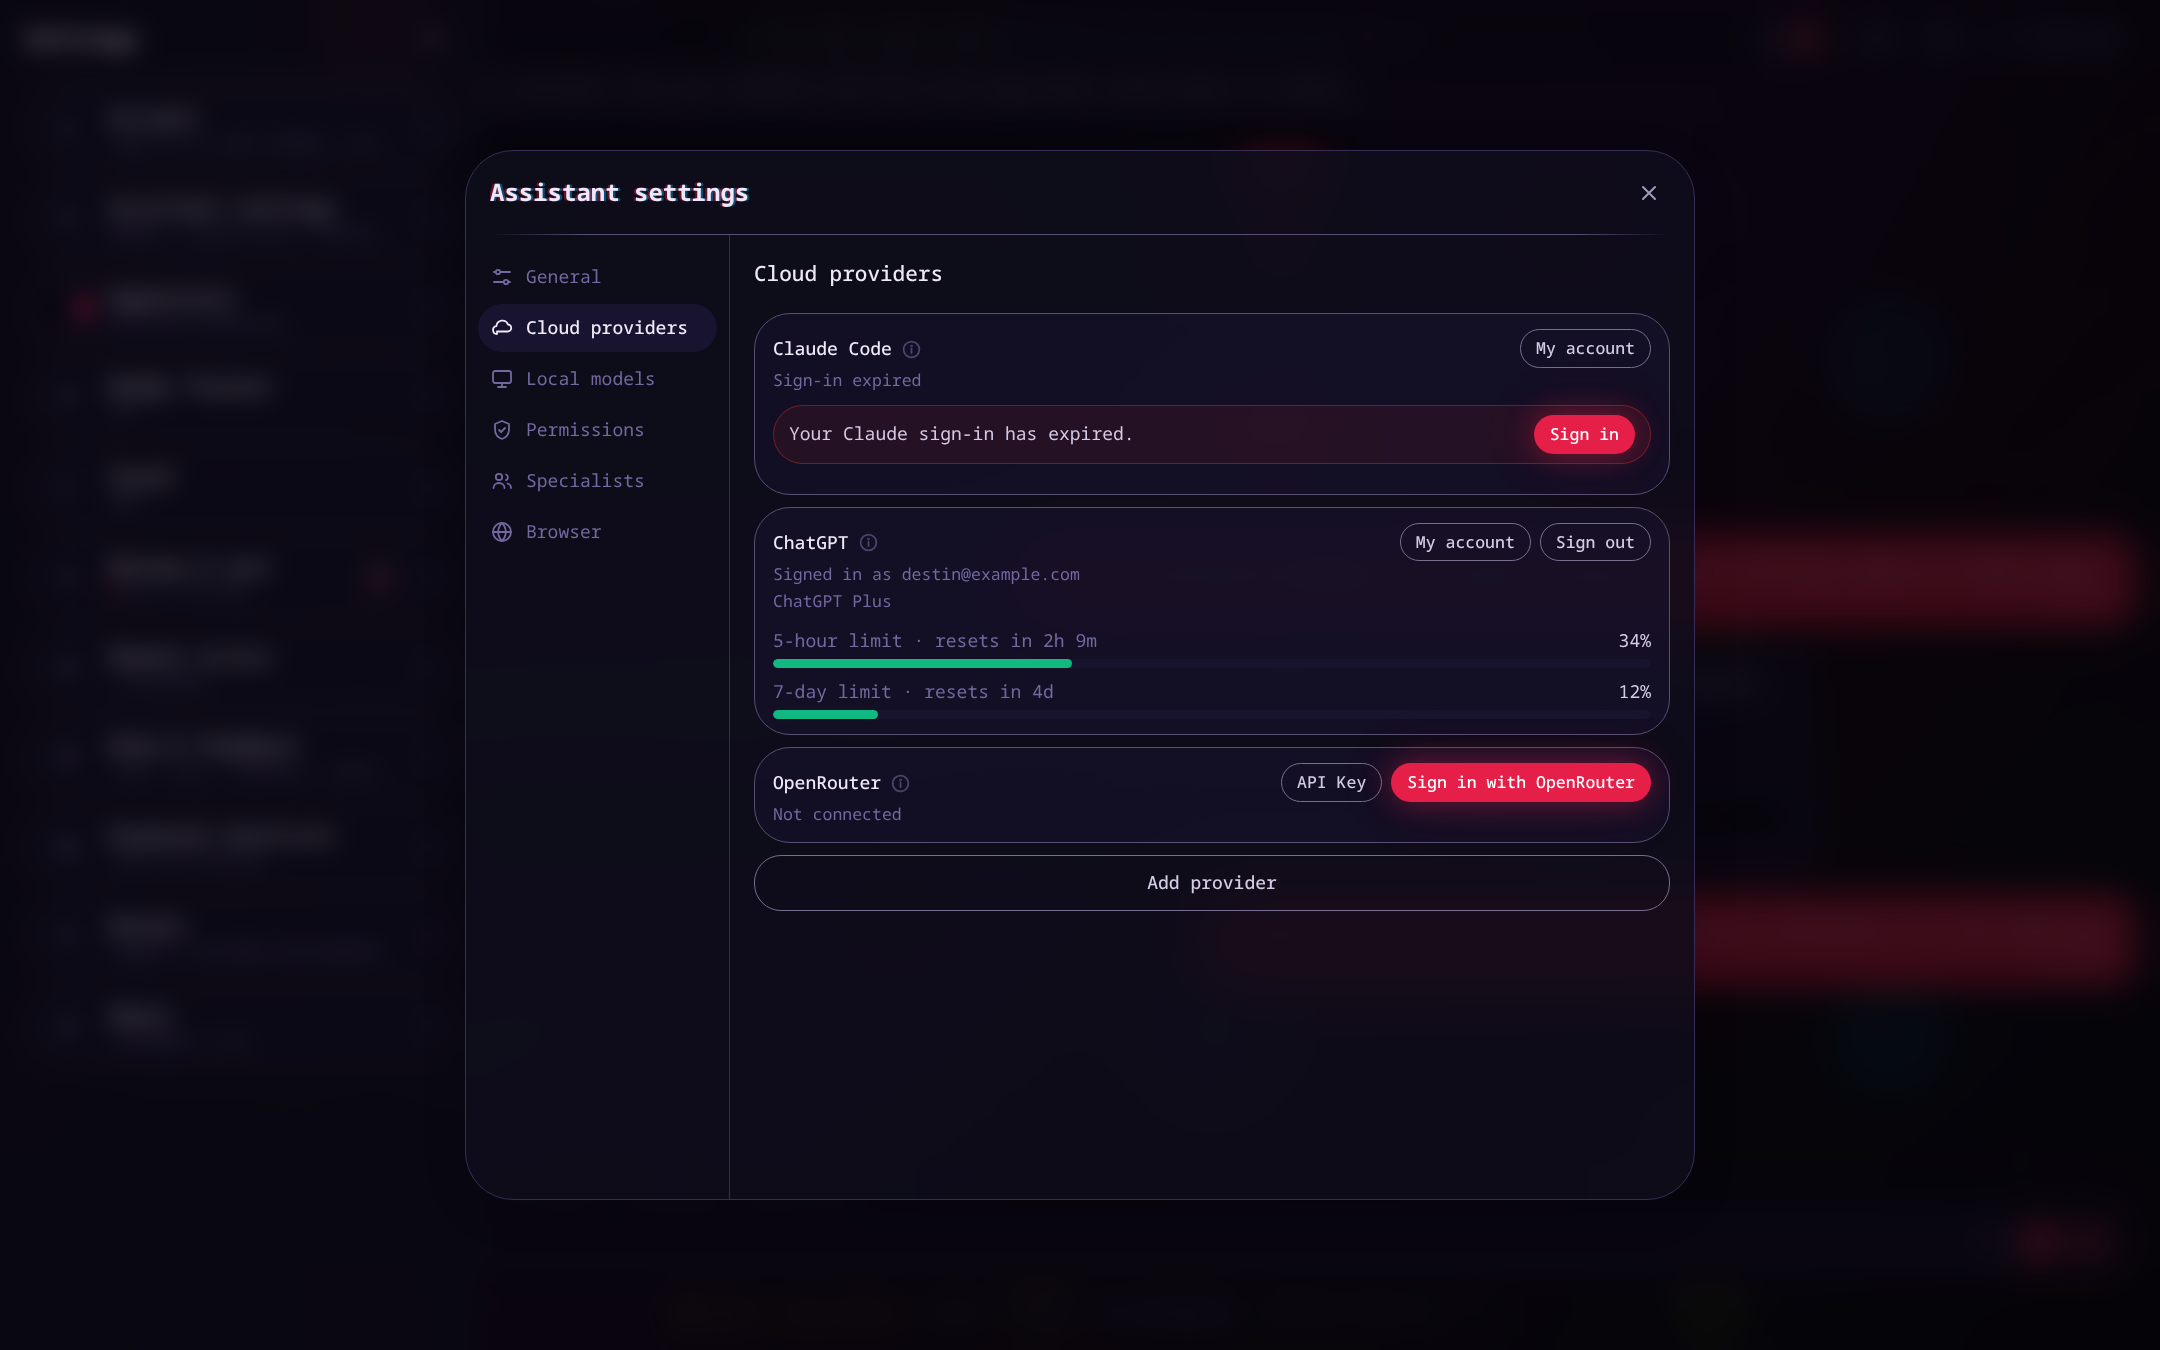 Assistant settings
General
Cloud providers
Local models
Permissions
Specialists
Browser
Cloud providers
Claude Code
My account
Sign-in expired
Your Claude sign-in has expired.
Sign in
ChatGPT
My account
Sign out
Signed in as destin@example.com
ChatGPT Plus
5-hour limit · resets in 2h 9m
34%
7-day limit · resets in 4d
12%
OpenRouter
API Key
Sign in with OpenRouter
Not connected
Add provider